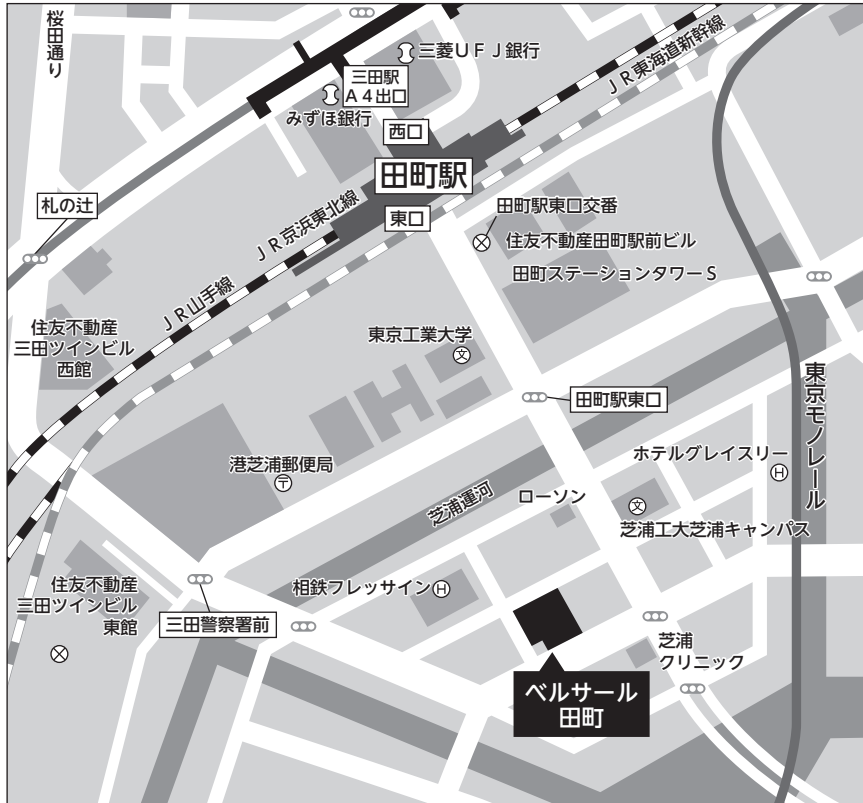 桜田通り
三菱ＵＦＪ銀行
三田駅
Ａ４出口
みずほ銀行
ＪＲ東海道新幹線
西口
田町駅
東口
札の辻
ＪＲ京浜東北線
ＪＲ山手線
田町駅東口交番
住友不動産田町駅前ビル
田町ステーションタワーＳ
住友不動産
三田ツインビル
西館
東京工業大学
文
田町駅東口
東京モノレール
港芝浦郵便局
〒
芝浦運河
ローソン
ホテルグレイスリー
H
文
芝浦工大芝浦キャンパス
住友不動産
三田ツインビル
東館
相鉄フレッサイン
H
三田警察署前
芝浦
クリニック
ベルサール
田町